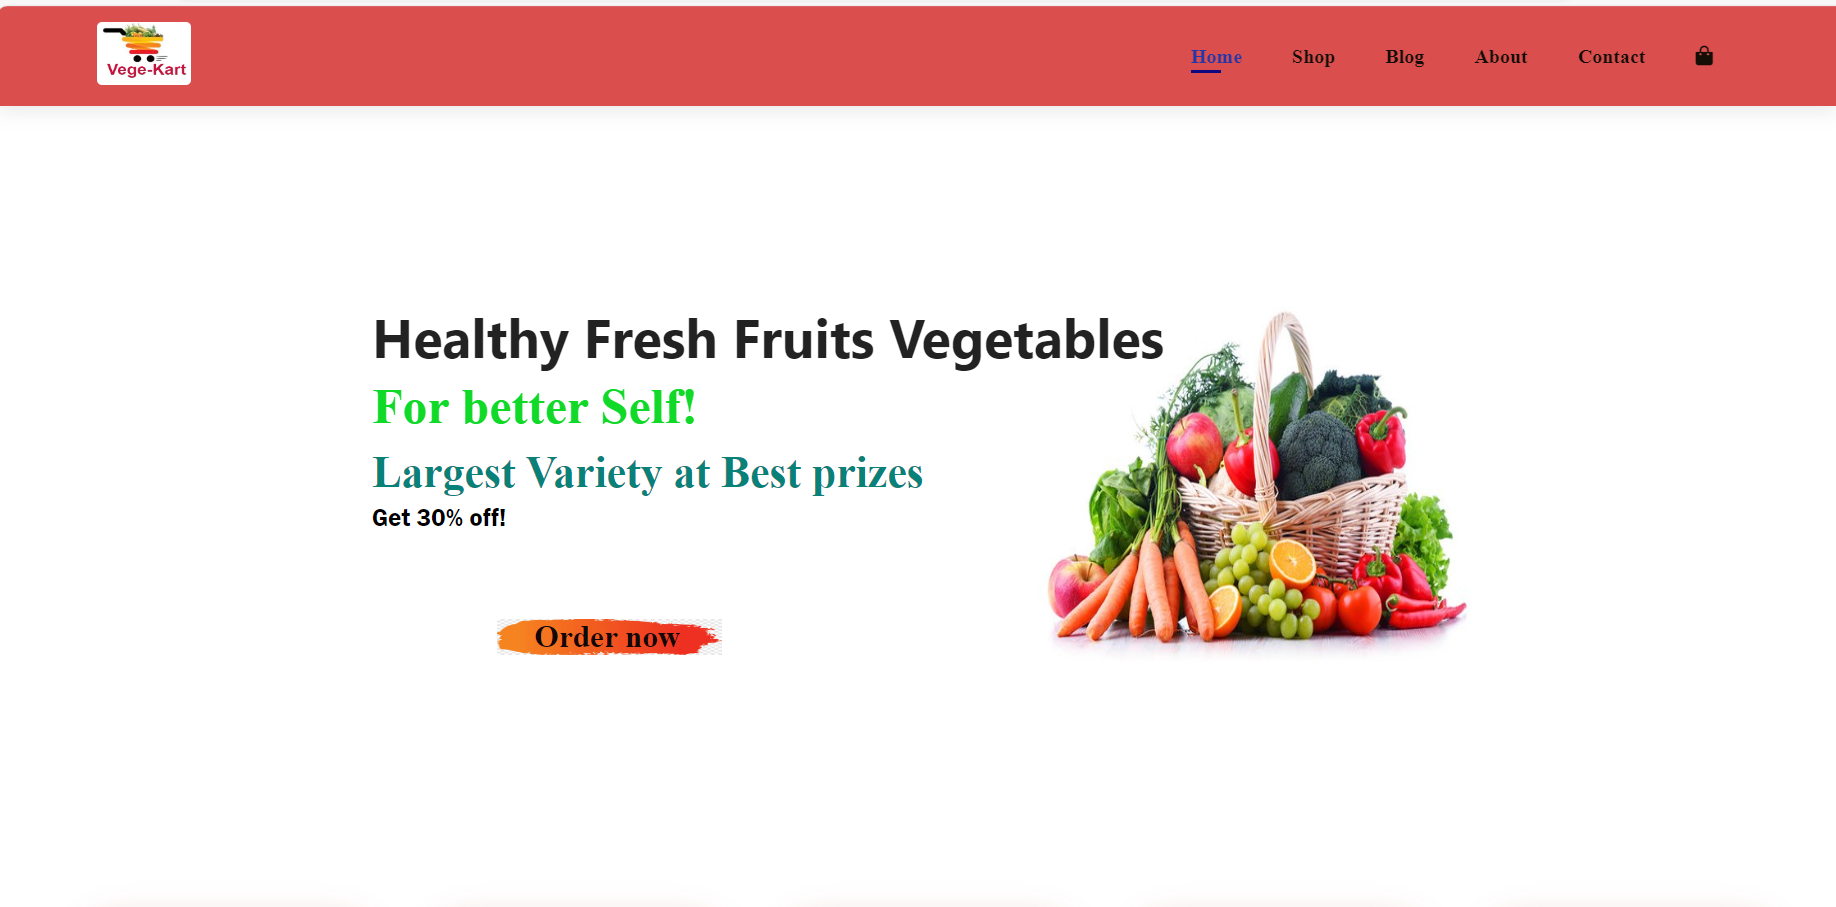 Vege-Kart
Home Shop Blog About Contact
Healthy Fresh Fruits Vegetables
For better Self!
Largest Variety at Best prizes
Get 30% off!
Order now